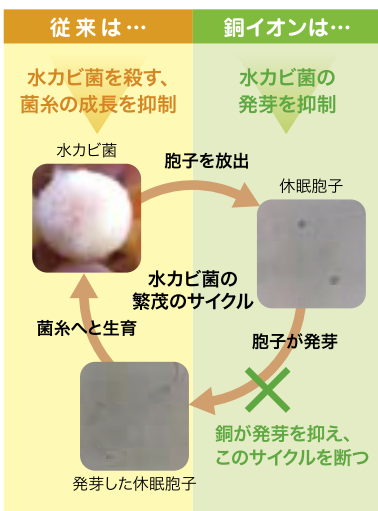 従来は…
銅イオンは…
水カビ菌を殺す、
菌糸の成長を抑制
水カビ菌の
発芽を抑制
水カビ菌
胞子を放出
休眠胞子
水カビ菌の
繁茂のサイクル
菌糸へと生育
胞子が発芽
発芽した休眠胞子
銅が発芽を抑え、
このサイクルを断つ